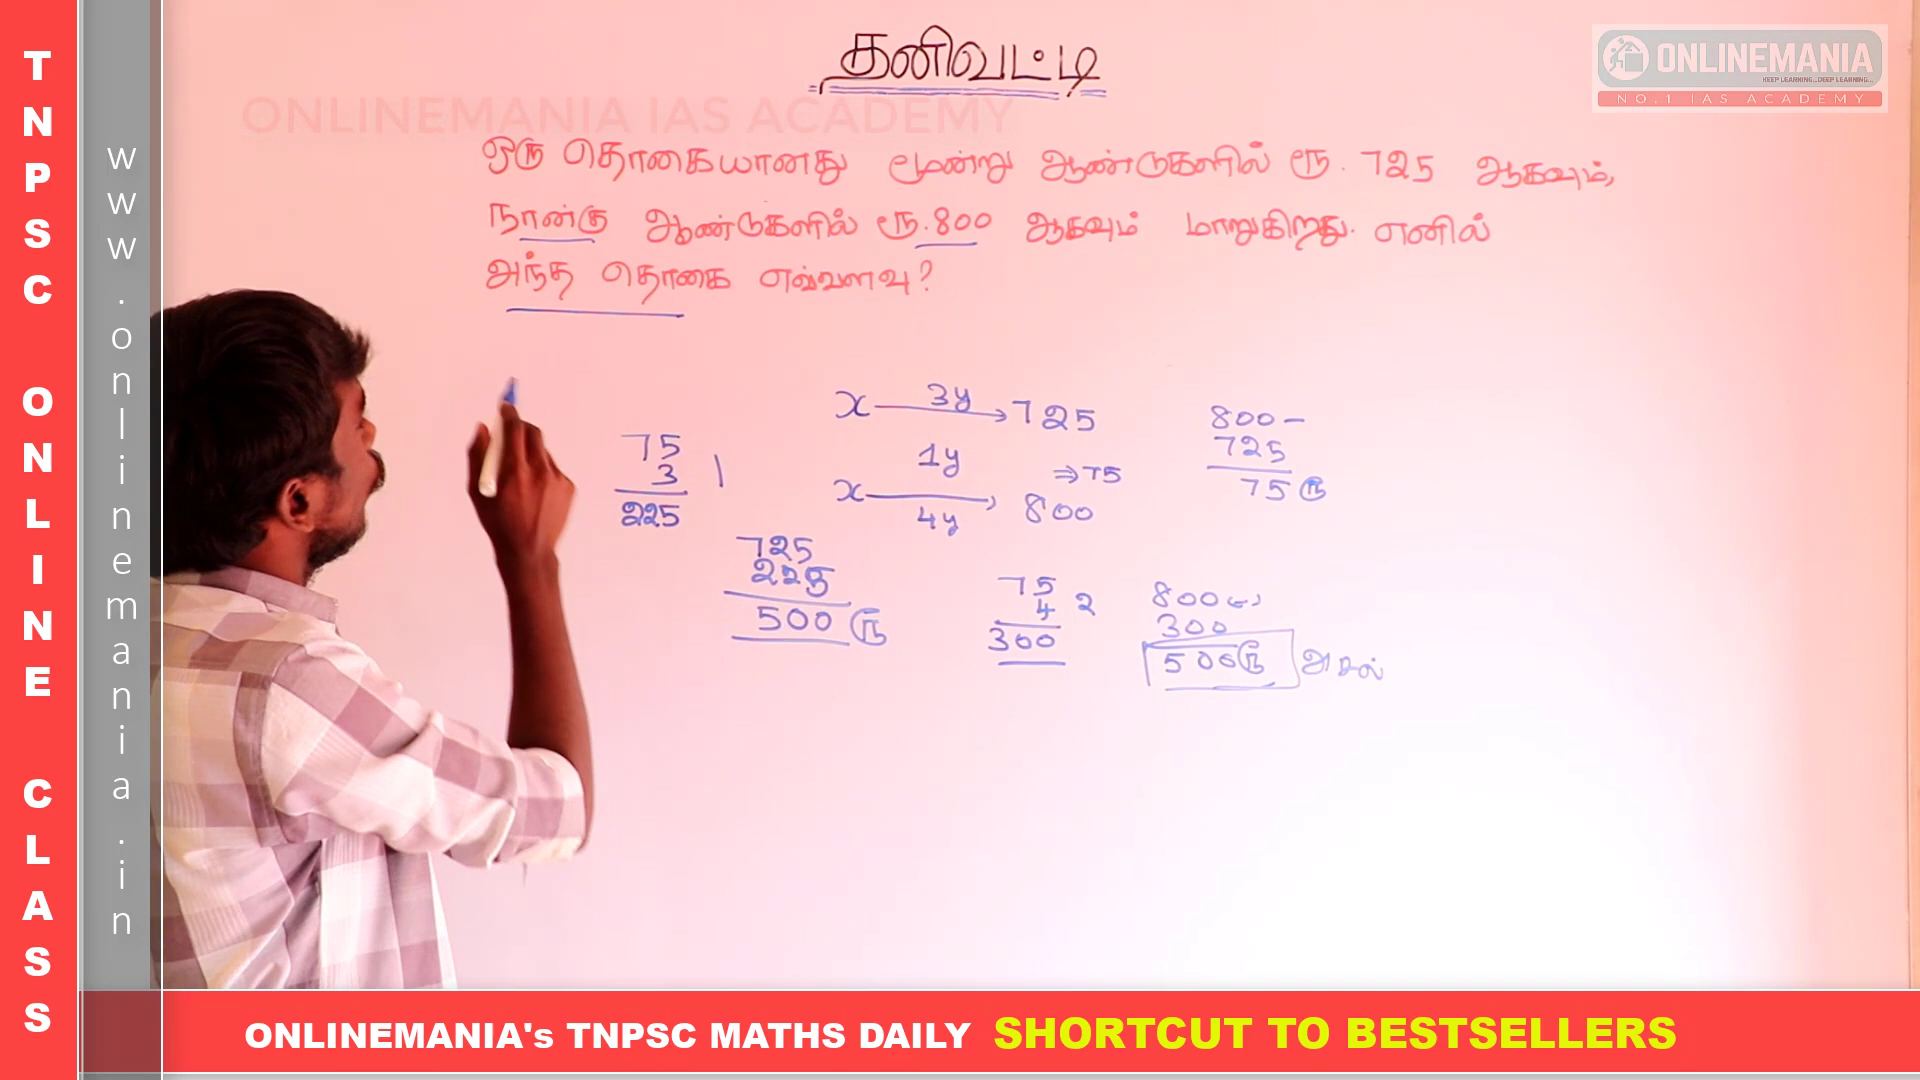 TNPSC ONLINE CLASS
www.onlinemania.in
ONLINEMANIA
KEEP LEARNING...DEEP LEARNING...
NO.1 IAS ACADEMY
ONLINEMANIA IAS ACADEMY
தனிவட்டி
ஒரு தொகையானது மூன்று ஆண்டுகளில் ரூ. 725 ஆகவும்,
நான்கு ஆண்டுகளில் ரூ.800 ஆகவும் மாறுகிறது. எனில்
அந்த தொகை எவ்வளவு?
x 3y → 725
1y ⇒ 75
x 4y → 800
800 -
725
75 ரூ
75
3
225
725
225
500 ரூ
75
4
300
2
800
300
500 ரூ அசல்
ONLINEMANIA's TNPSC MATHS DAILY SHORTCUT TO BESTSELLERS